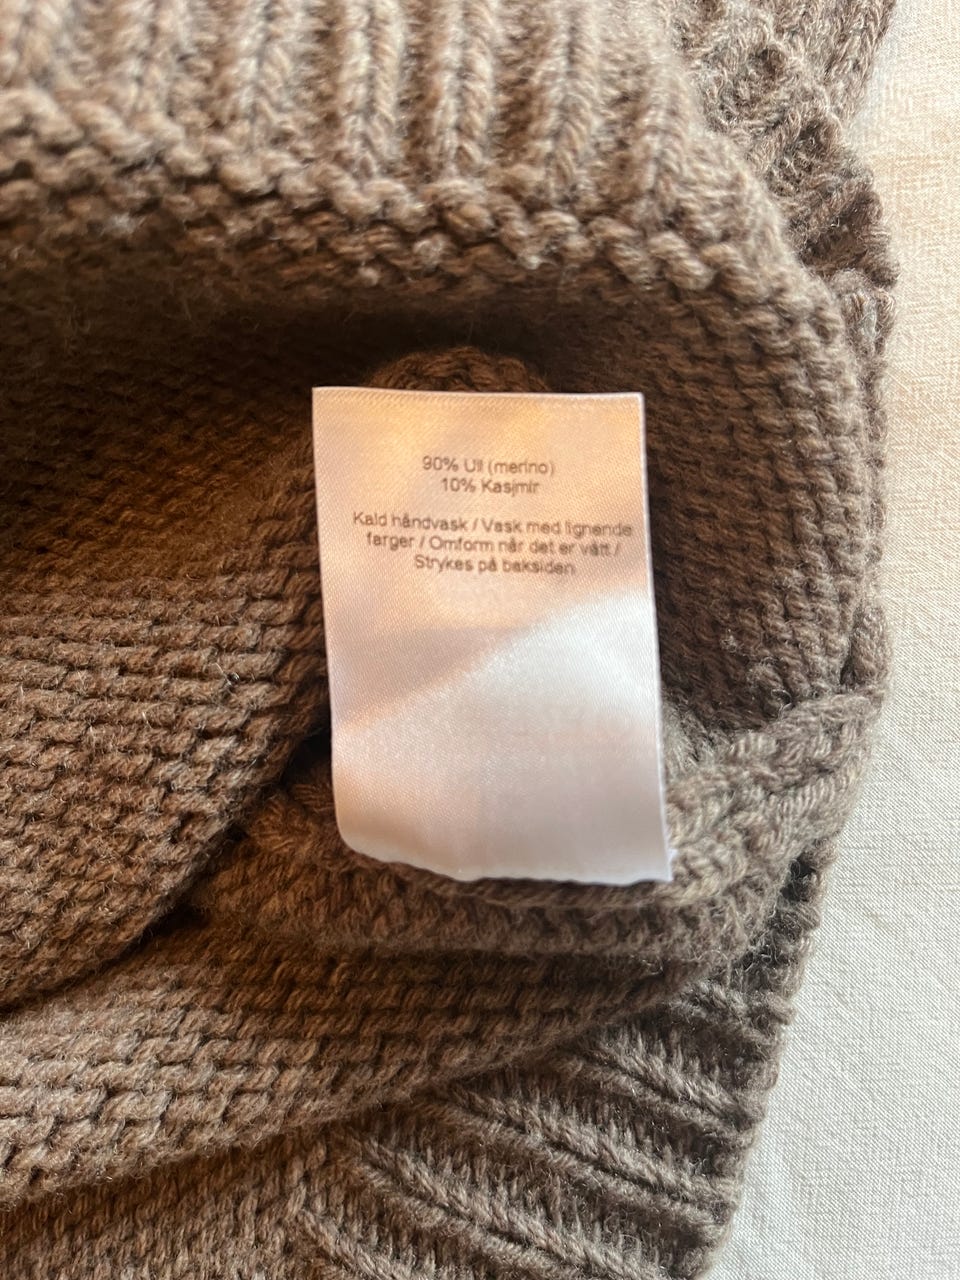 90% Ull (merino)
10% Kasjmir
Kald håndvask / Vask med lignende
farger / Omform når det er vått /
Strykes på baksiden